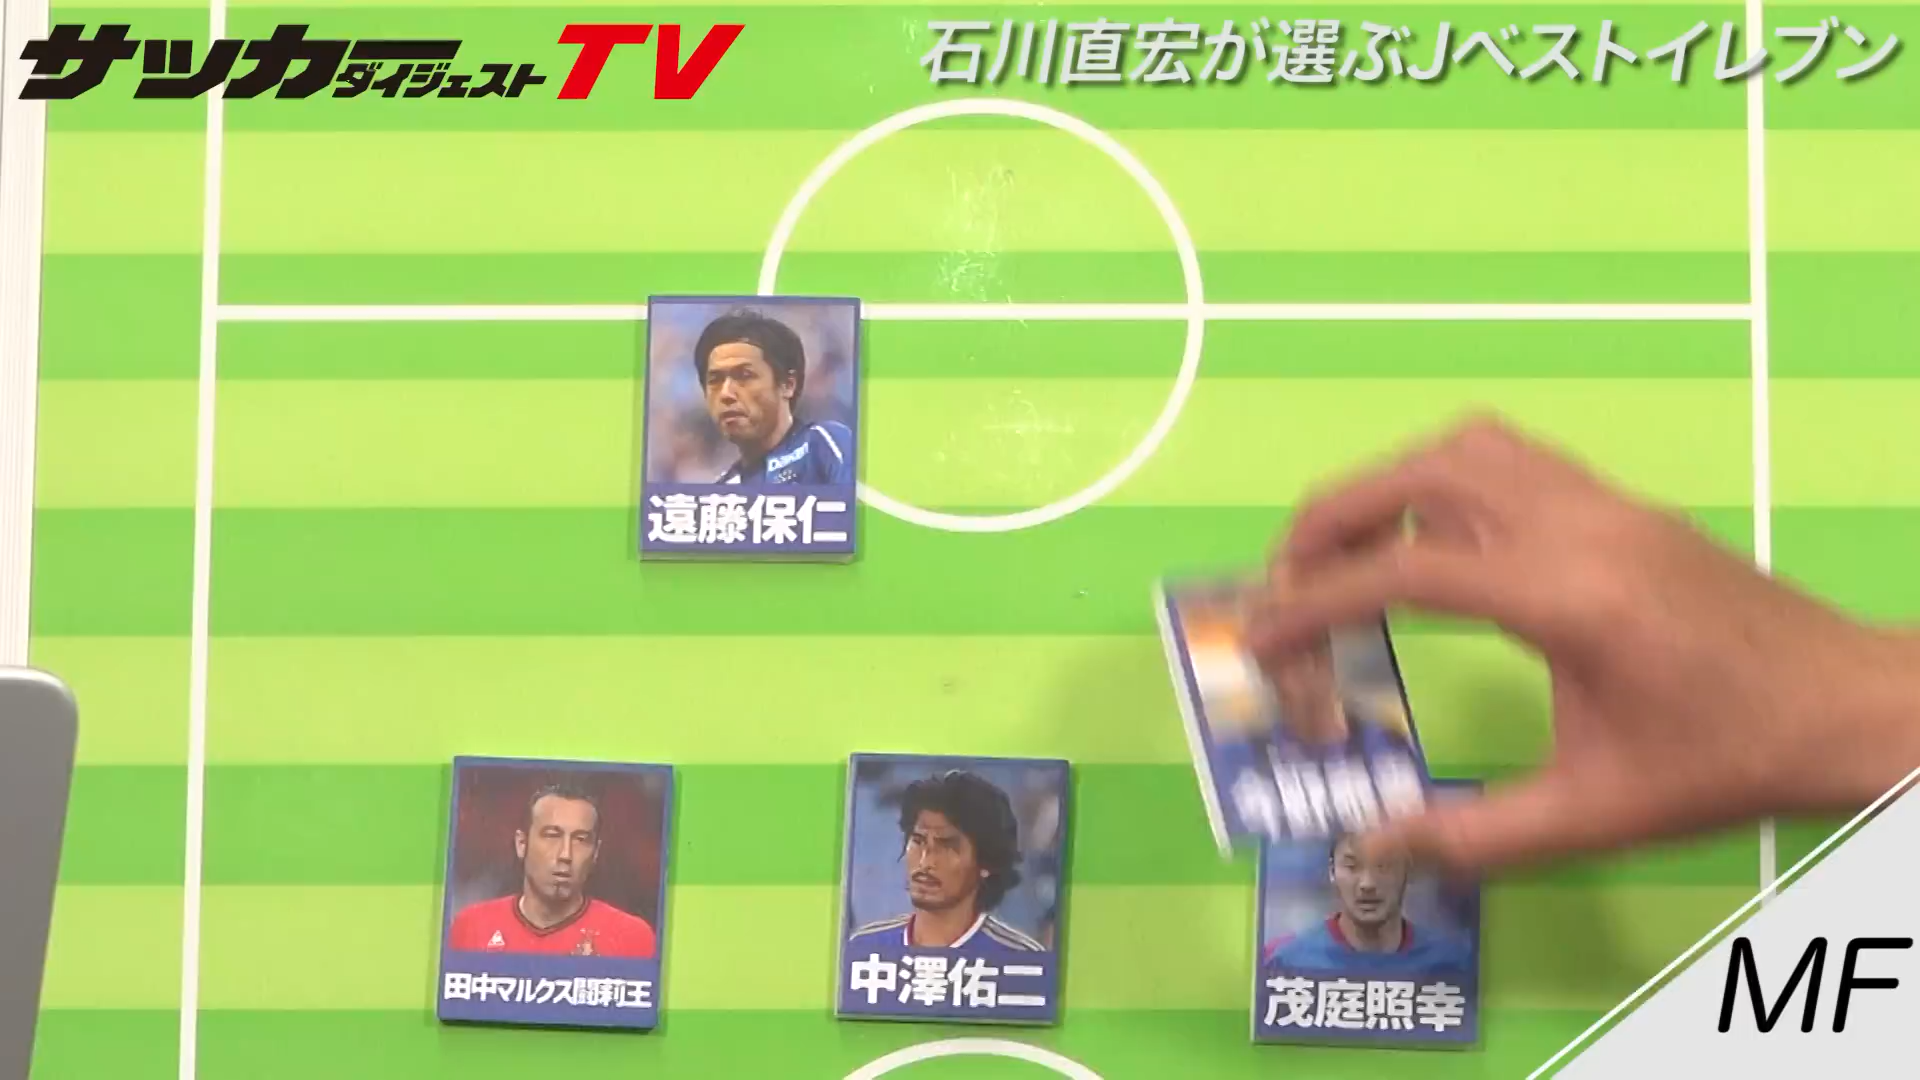 サッカーダイジェストTV
石川直宏が選ぶJベストイレブン
Daikin
遠藤保仁
田中マルクス闘莉王
中澤佑二
茂庭照幸
MF